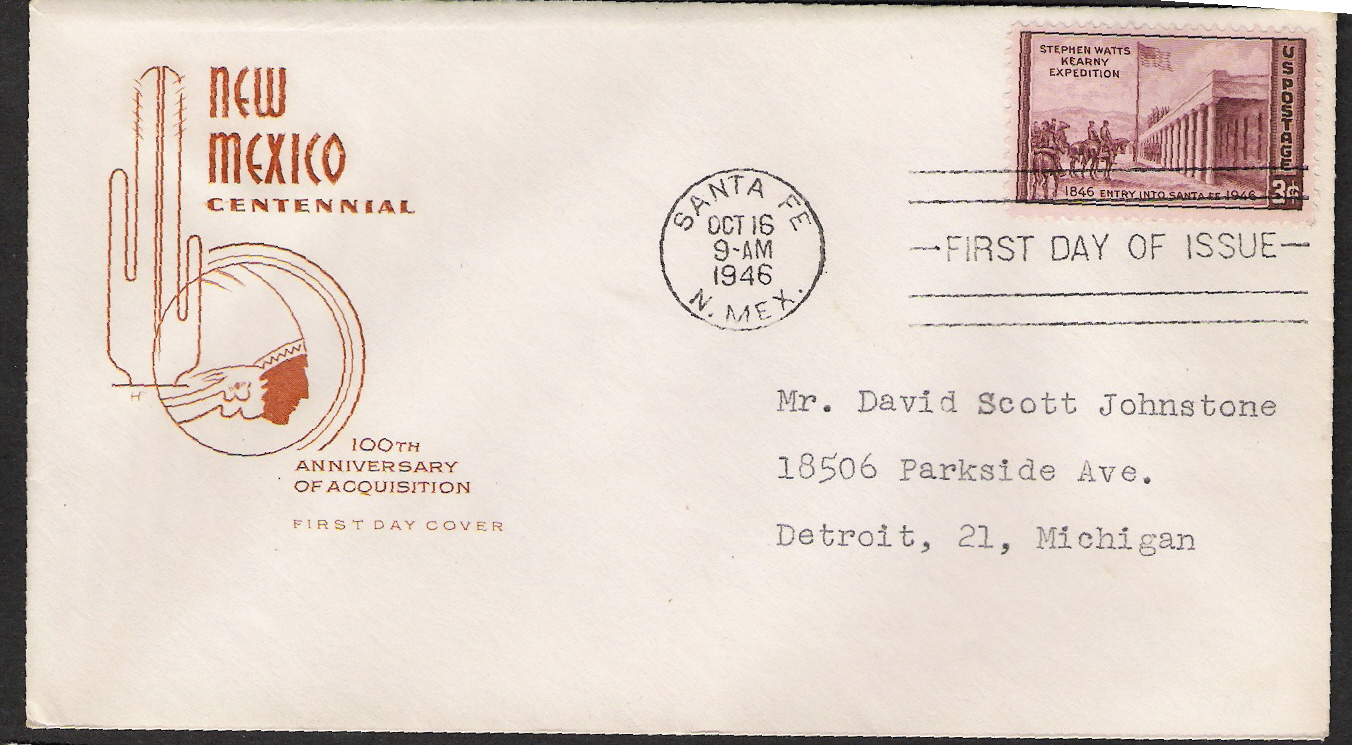 NEW
MEXICO
CENTENNIAL
HF
100TH
ANNIVERSARY
OF ACQUISITION
FIRST DAY COVER
STEPHEN WATTS
KEARNY
EXPEDITION
U S POSTAGE
1846 ENTRY INTO SANTA FE 1946
3¢
SANTA FE
OCT 16
9-AM
1946
N. MEX.
—FIRST DAY OF ISSUE—
Mr. David Scott Johnstone
18506 Parkside Ave.
Detroit, 21, Michigan